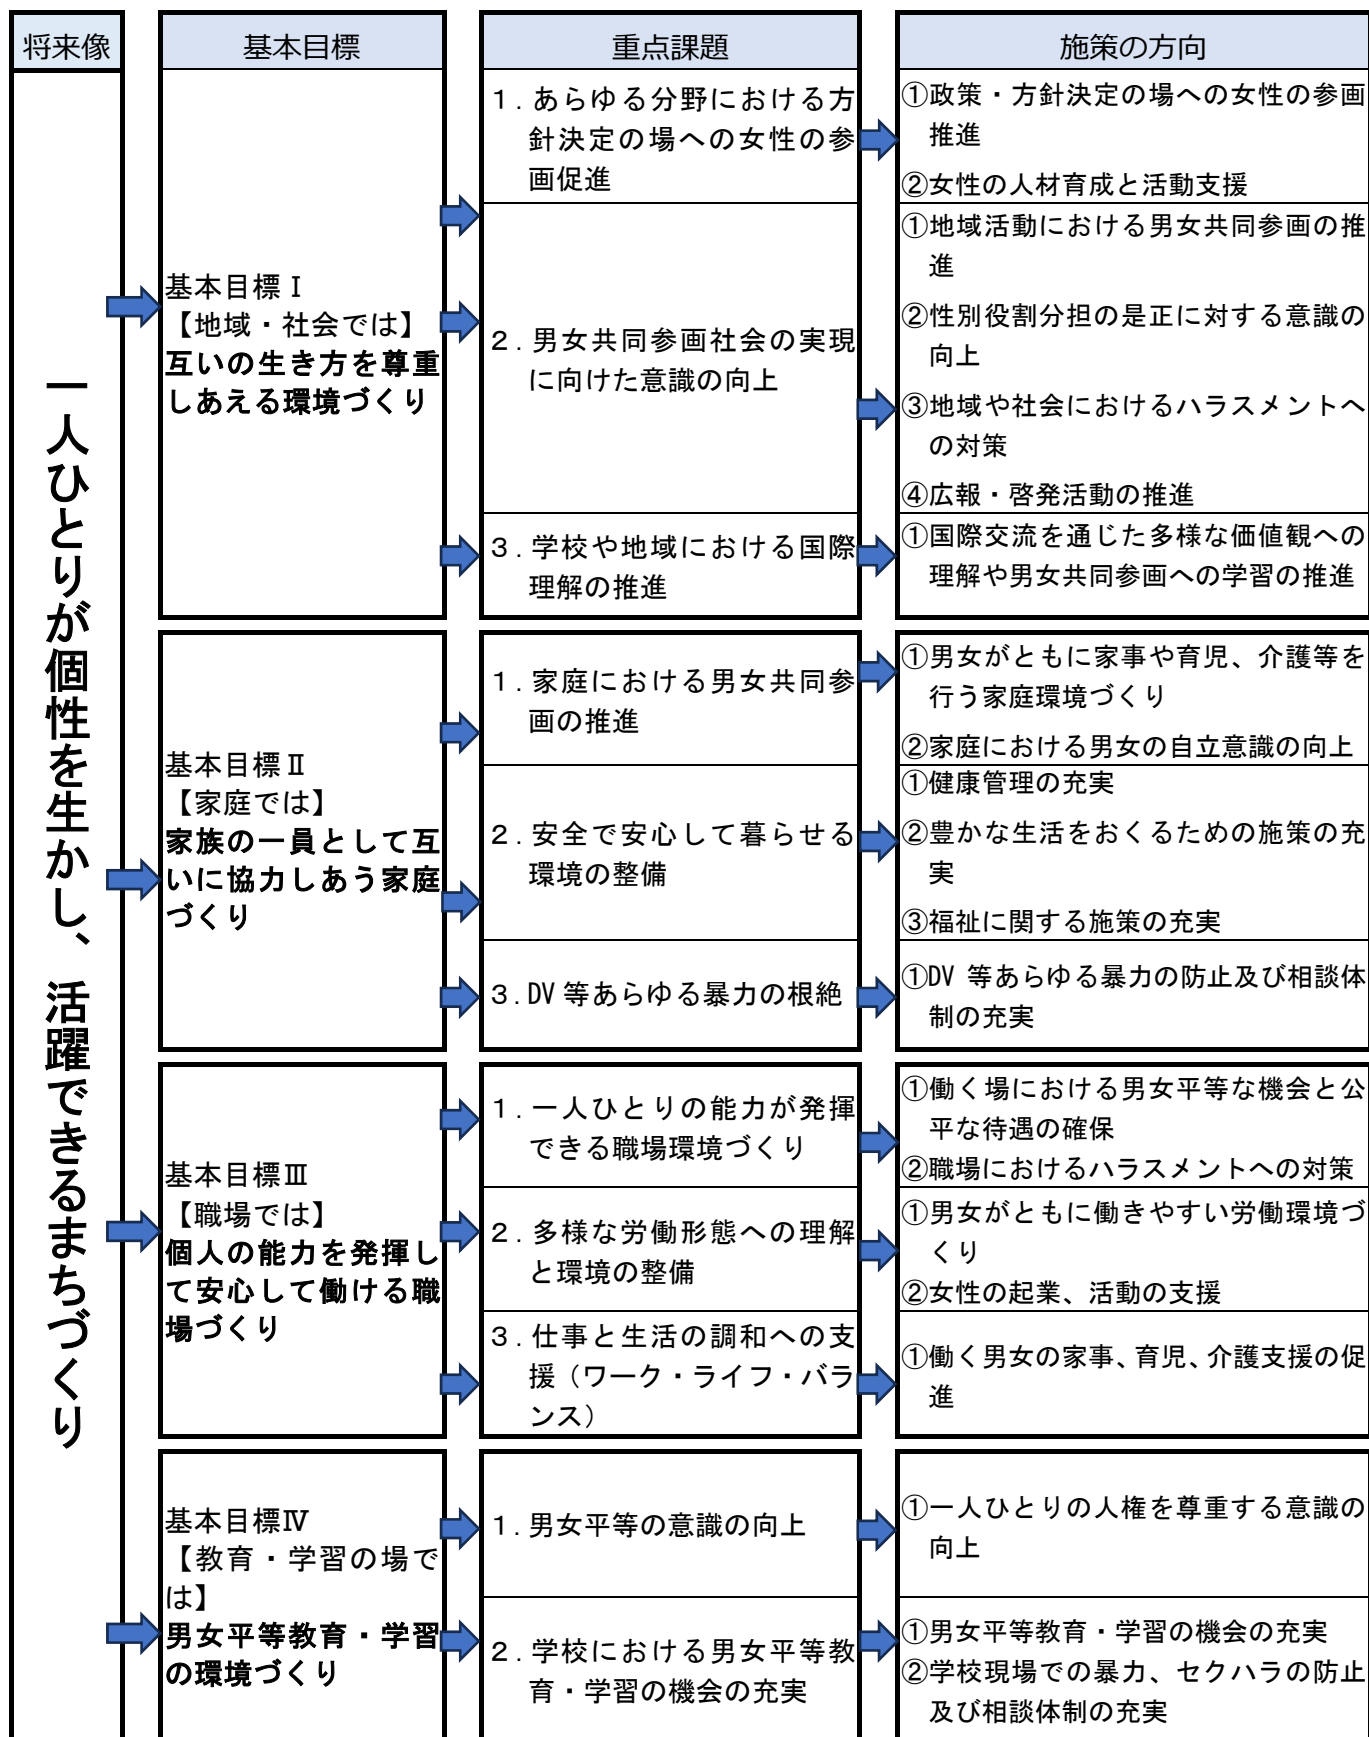 将来像
基本目標
重点課題
施策の方向
一人ひとりが個性を生かし、活躍できるまちづくり
基本目標Ⅰ
【地域・社会では】
互いの生き方を尊重
しあえる環境づくり
1．あらゆる分野における方
針決定の場への女性の参
画促進
①政策・方針決定の場への女性の参画
推進
②女性の人材育成と活動支援
2．男女共同参画社会の実現
に向けた意識の向上
①地域活動における男女共同参画の推
進
②性別役割分担の是正に対する意識の
向上
③地域や社会におけるハラスメントへ
の対策
④広報・啓発活動の推進
3．学校や地域における国際
理解の推進
①国際交流を通じた多様な価値観への
理解や男女共同参画への学習の推進
基本目標Ⅱ
【家庭では】
家族の一員として互
いに協力しあう家庭
づくり
1．家庭における男女共同参
画の推進
①男女がともに家事や育児、介護等を
行う家庭環境づくり
②家庭における男女の自立意識の向上
2．安全で安心して暮らせる
環境の整備
①健康管理の充実
②豊かな生活をおくるための施策の充
実
③福祉に関する施策の充実
3．DV 等あらゆる暴力の根絶
①DV 等あらゆる暴力の防止及び相談体
制の充実
基本目標Ⅲ
【職場では】
個人の能力を発揮し
て安心して働ける職
場づくり
1．一人ひとりの能力が発揮
できる職場環境づくり
①働く場における男女平等な機会と公
平な待遇の確保
②職場におけるハラスメントへの対策
2．多様な労働形態への理解
と環境の整備
①男女がともに働きやすい労働環境づ
くり
②女性の起業、活動の支援
3．仕事と生活の調和への支
援（ワーク・ライフ・バラ
ンス）
①働く男女の家事、育児、介護支援の促
進
基本目標Ⅳ
【教育・学習の場で
は】
男女平等教育・学習
の環境づくり
1．男女平等の意識の向上
①一人ひとりの人権を尊重する意識の
向上
2．学校における男女平等教
育・学習の機会の充実
①男女平等教育・学習の機会の充実
②学校現場での暴力、セクハラの防止
及び相談体制の充実